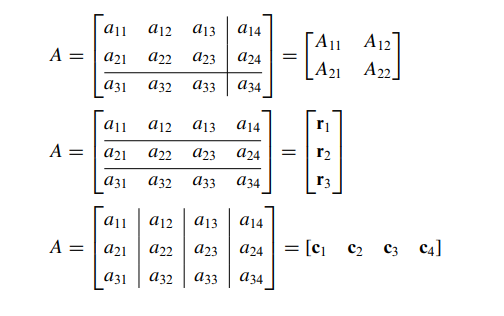 A = [ a₁₁ a₁₂ a₁₃ | a₁₄
a₂₁ a₂₂ a₂₃ | a₂₄
a₃₁ a₃₂ a₃₃ | a₃₄ ] = [ A₁₁ A₁₂
A₂₁ A₂₂ ]
A = [ a₁₁ a₁₂ a₁₃ a₁₄
a₂₁ a₂₂ a₂₃ a₂₄
a₃₁ a₃₂ a₃₃ a₃₄ ] = [ r₁
r₂
r₃ ]
A = [ a₁₁ | a₁₂ | a₁₃ | a₁₄
a₂₁ | a₂₂ | a₂₃ | a₂₄
a₃₁ | a₃₂ | a₃₃ | a₃₄ ] = [c₁ c₂ c₃ c₄]